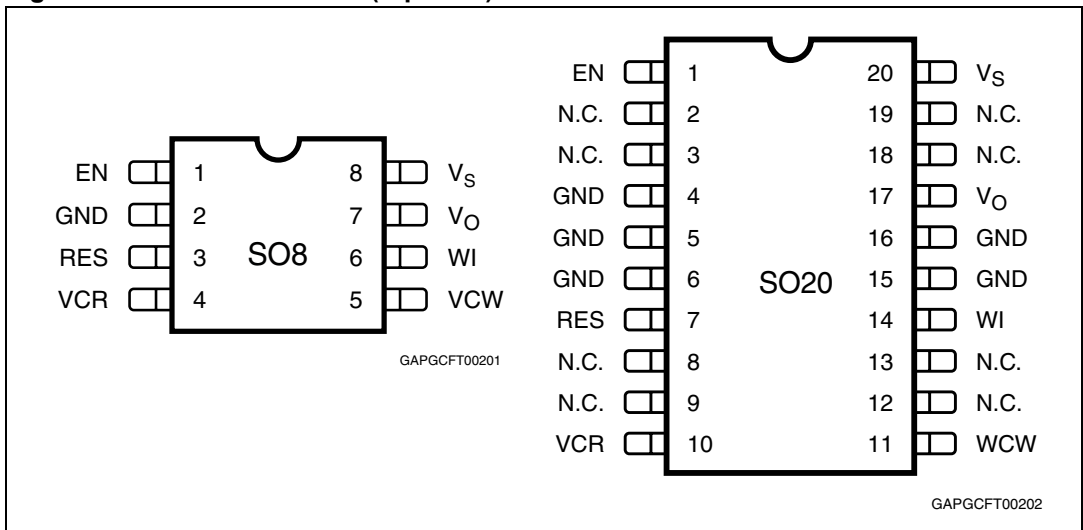 EN 1 8 VS
GND 2 7 VO
RES 3 SO8 6 WI
VCR 4 5 VCW
GAPGCFT00201
EN 1 20 VS
N.C. 2 19 N.C.
N.C. 3 18 N.C.
GND 4 17 VO
GND 5 16 GND
GND 6 SO20 15 GND
RES 7 14 WI
N.C. 8 13 N.C.
N.C. 9 12 N.C.
VCR 10 11 WCW
GAPGCFT00202